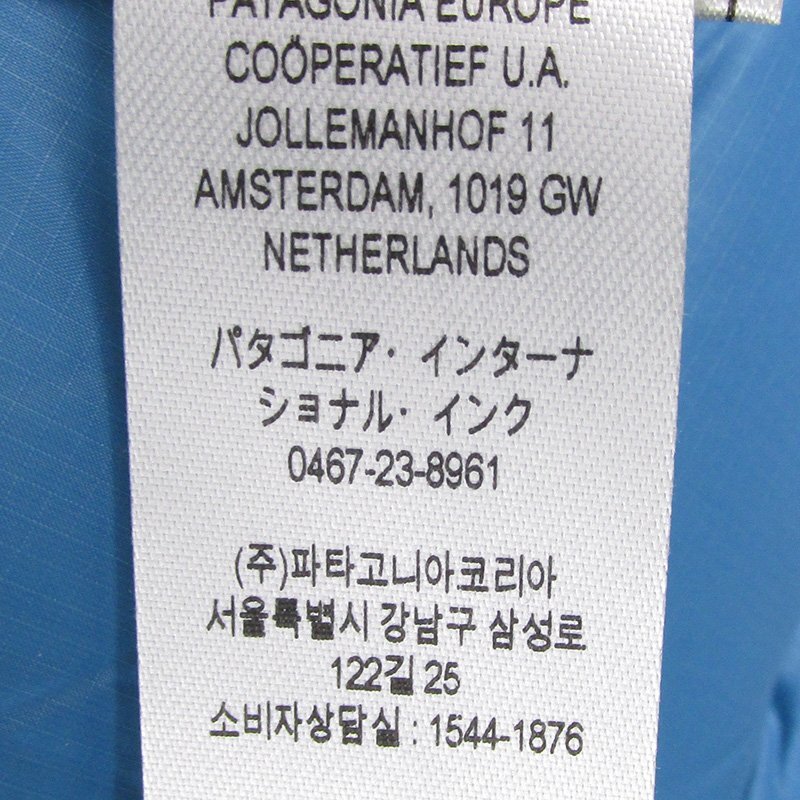 PATAGONIA EUROPE
COÖPERATIEF U.A.
JOLLEMANHOF 11
AMSTERDAM, 1019 GW
NETHERLANDS
パタゴニア・インターナ
ショナル・インク
0467-23-8961
(주)파타고니아코리아
서울특별시 강남구 삼성로
122길 25
소비자상담실 : 1544-1876